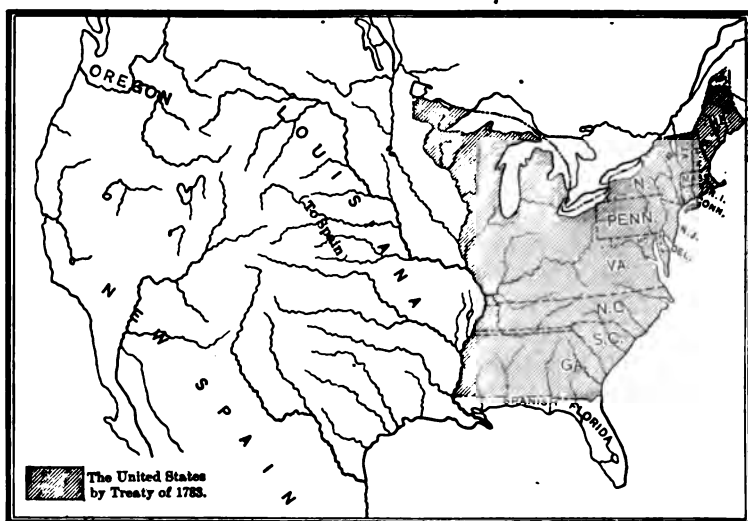 OREGON
LOUISIANA
To Spain
NEW SPAIN
N.Y.
PENN.
R.I.
CONN.
N.J.
DEL.
VA.
N.C.
S.C.
GA.
SPANISH
FLORIDA
The United States
by Treaty of 1783.